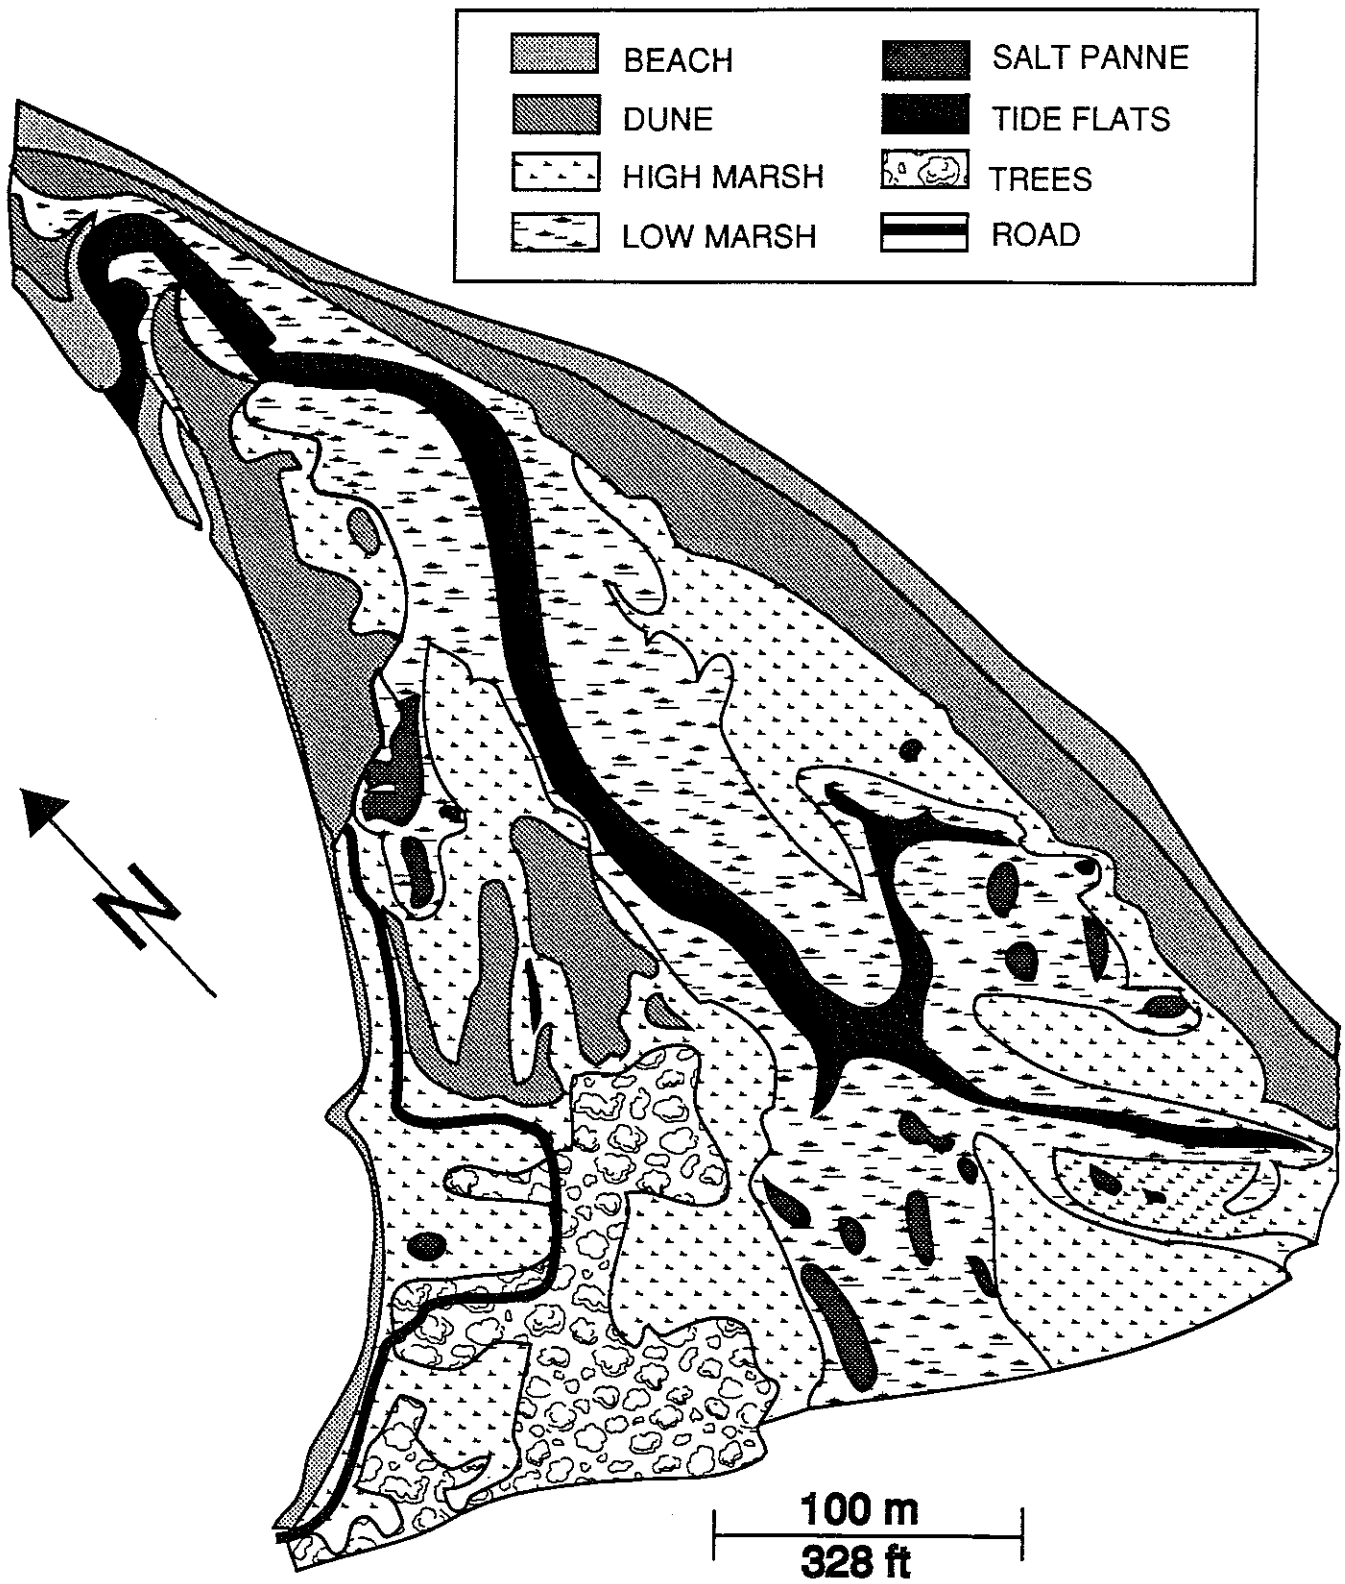 BEACH
DUNE
HIGH MARSH
LOW MARSH
SALT PANNE
TIDE FLATS
TREES
ROAD
N
100 m
328 ft